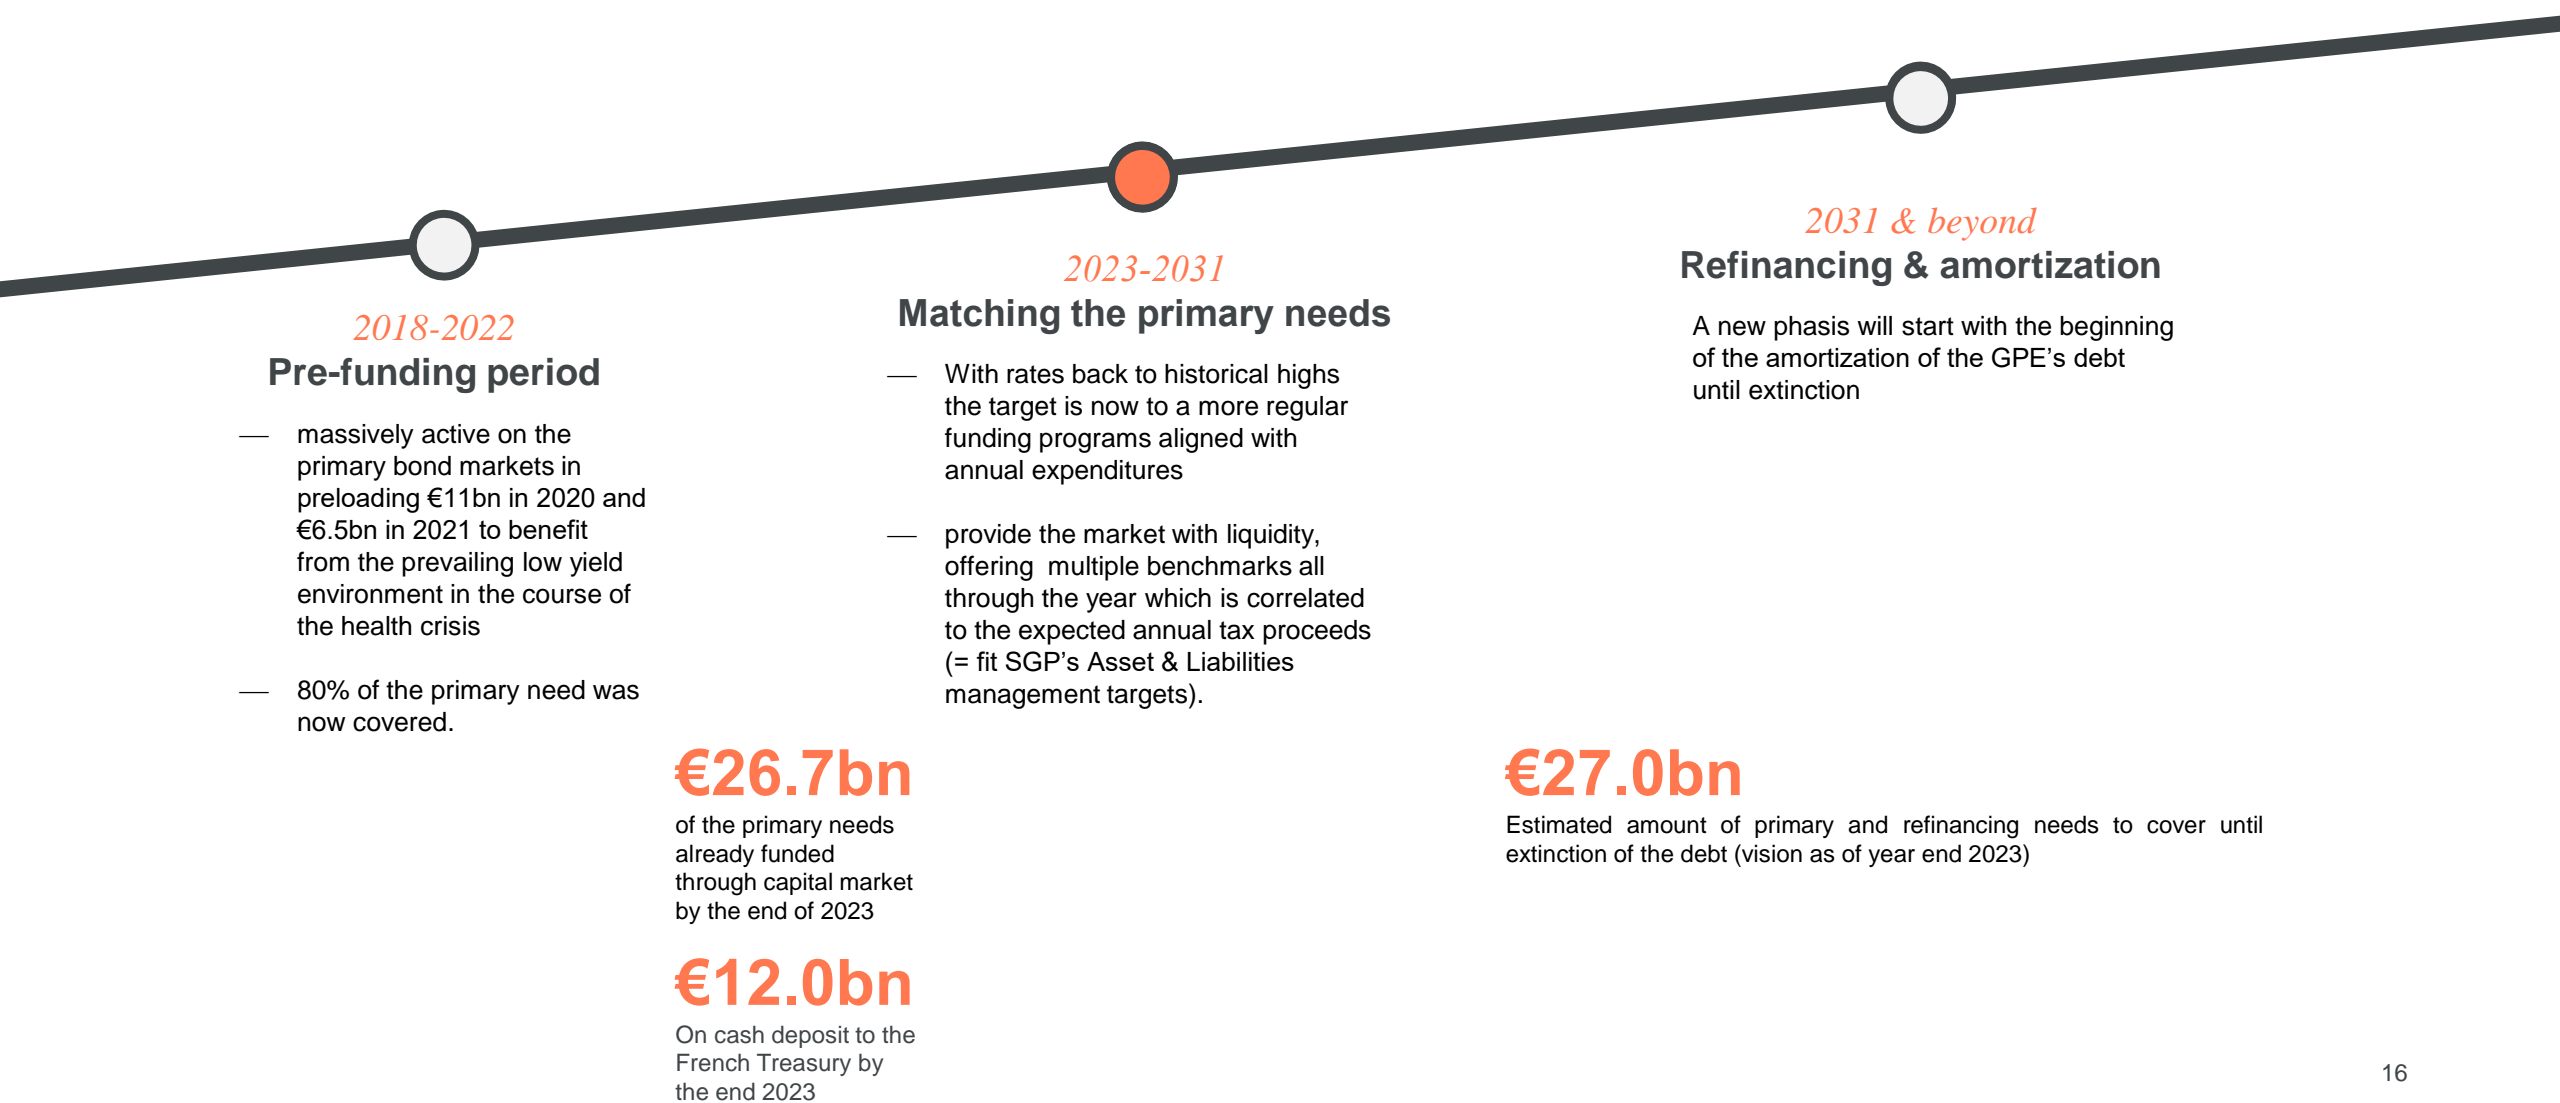 2018-2022
Pre-funding period
— massively active on the
primary bond markets in
preloading €11bn in 2020 and
€6.5bn in 2021 to benefit
from the prevailing low yield
environment in the course of
the health crisis
— 80% of the primary need was
now covered.
2023-2031
Matching the primary needs
— With rates back to historical highs
the target is now to a more regular
funding programs aligned with
annual expenditures
— provide the market with liquidity,
offering  multiple benchmarks all
through the year which is correlated
to the expected annual tax proceeds
(= fit SGP’s Asset & Liabilities
management targets).
2031 & beyond
Refinancing & amortization
A new phasis will start with the beginning
of the amortization of the GPE’s debt
until extinction
€26.7bn
of the primary needs
already funded
through capital market
by the end of 2023
€12.0bn
On cash deposit to the
French Treasury by
the end 2023
€27.0bn
Estimated amount of primary and refinancing needs to cover until
extinction of the debt (vision as of year end 2023)
16